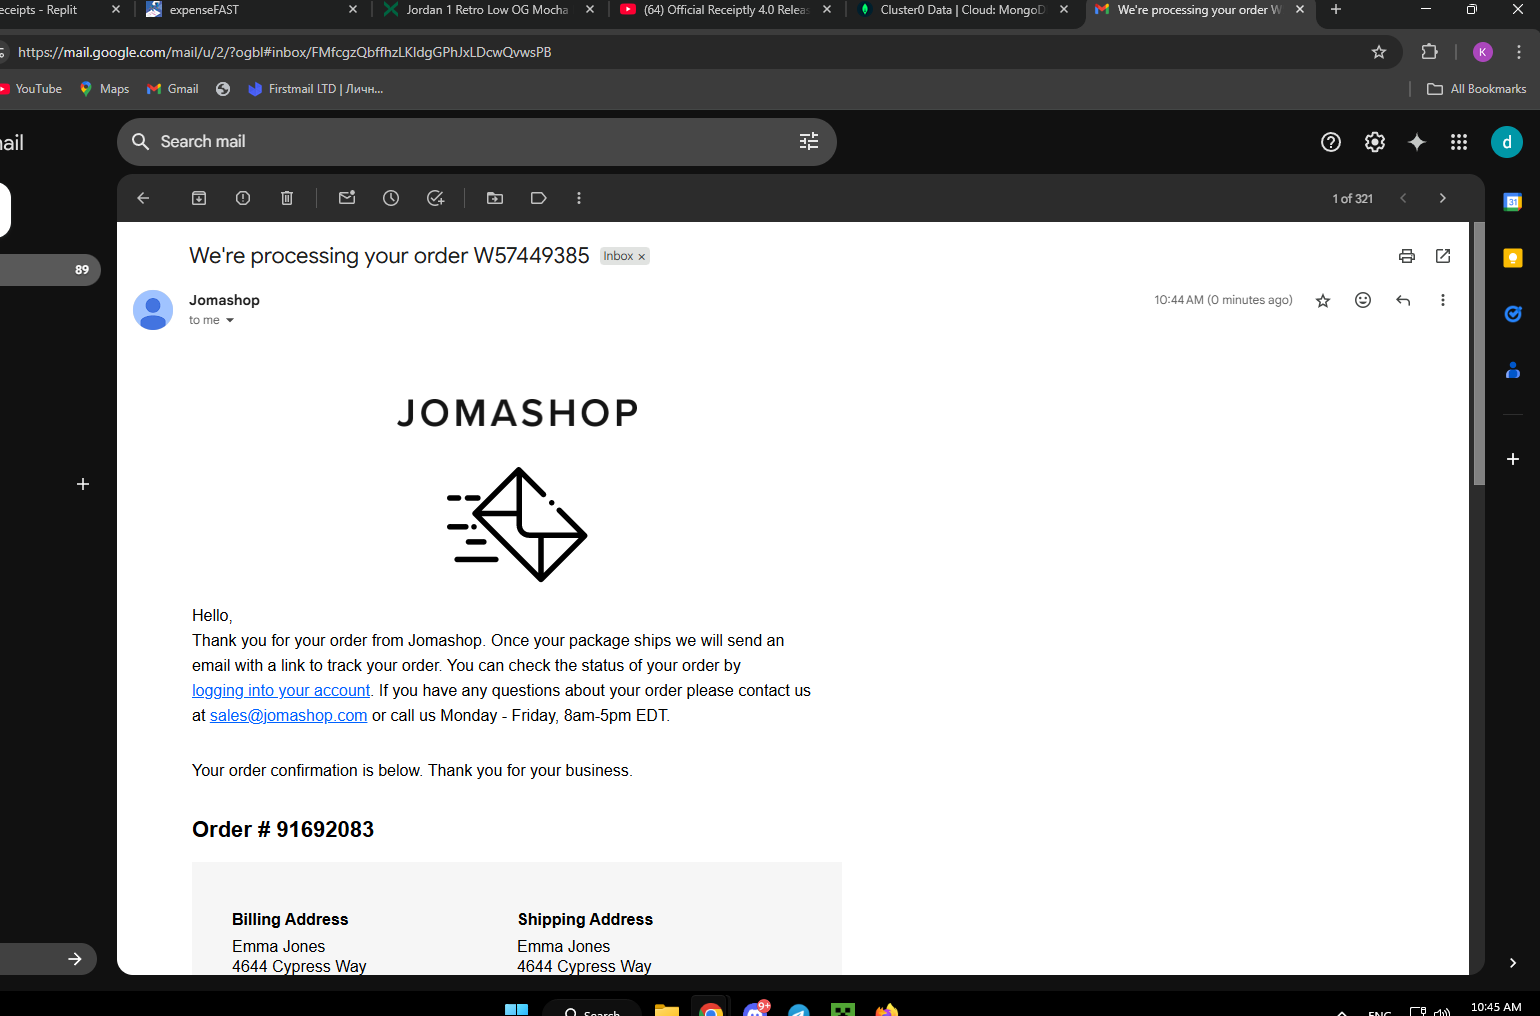 eceipts - Replit
expenseFAST
Jordan 1 Retro Low OG Mocha
(64) Official Receiptly 4.0 Relea
Cluster0 Data | Cloud: MongoD
We're processing your order W
https://mail.google.com/mail/u/2/?ogbl#inbox/FMfcgzQbffhzLKldgGPhJxLDcwQvwsPB
K
YouTube
Maps
Gmail
Firstmail LTD | Личн...
All Bookmarks
ail
Search mail
d
1 of 321
31
89
We're processing your order W57449385
Inbox x
Jomashop
10:44 AM (0 minutes ago)
to me
JOMASHOP
Hello,
Thank you for your order from Jomashop. Once your package ships we will send an
email with a link to track your order. You can check the status of your order by
logging into your account. If you have any questions about your order please contact us
at sales@jomashop.com or call us Monday - Friday, 8am-5pm EDT.
Your order confirmation is below. Thank you for your business.
Order # 91692083
Billing Address
Shipping Address
Emma Jones
Emma Jones
4644 Cypress Way
4644 Cypress Way
Search
9+
ENG
10:45 AM